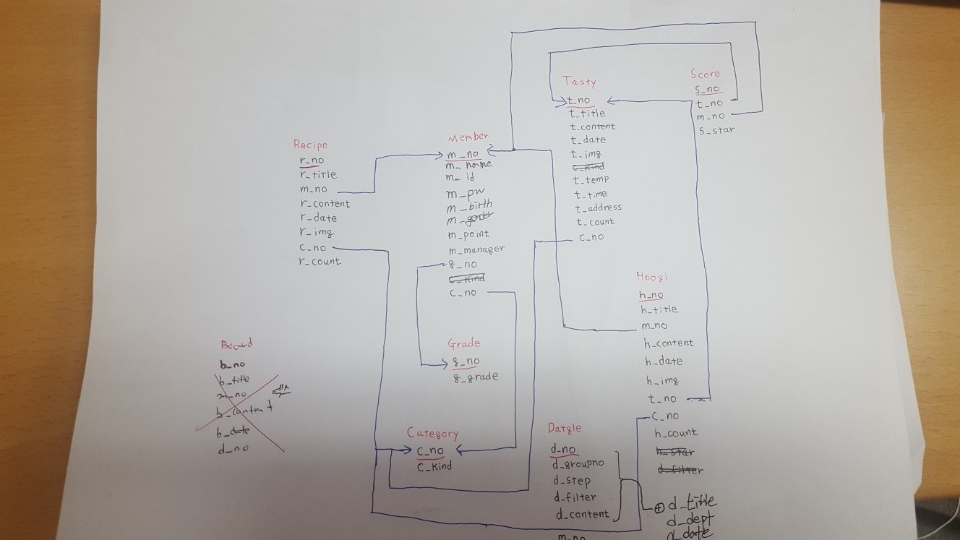 Recipe
r_no
r_title
m_no
r_content
r_date
r_img
c_no
r_count
Member
m_no
m_name
m_id
m_pw
m_birth
m_
m_point
m_manager
g_no
c_kind
c_no
Grade
g_no
g_grade
Category
c_no
c_kind
Tasty
t_no
t_title
t_content
t_date
t_img
c_kind
t_temp
t_time
t_address
t_count
c_no
Score
s_no
t_no
m_no
s_star
Hoogi
h_no
h_title
m_no
h_content
h_date
h_img
t_no
c_no
h_count
h_star
d_filter
Datgle
d_no
d_groupno
d_step
d_filter
d_content
m_no
d_title
d_dept
d_date
b_no
b_title
m_no
b_content
b_date
d_no